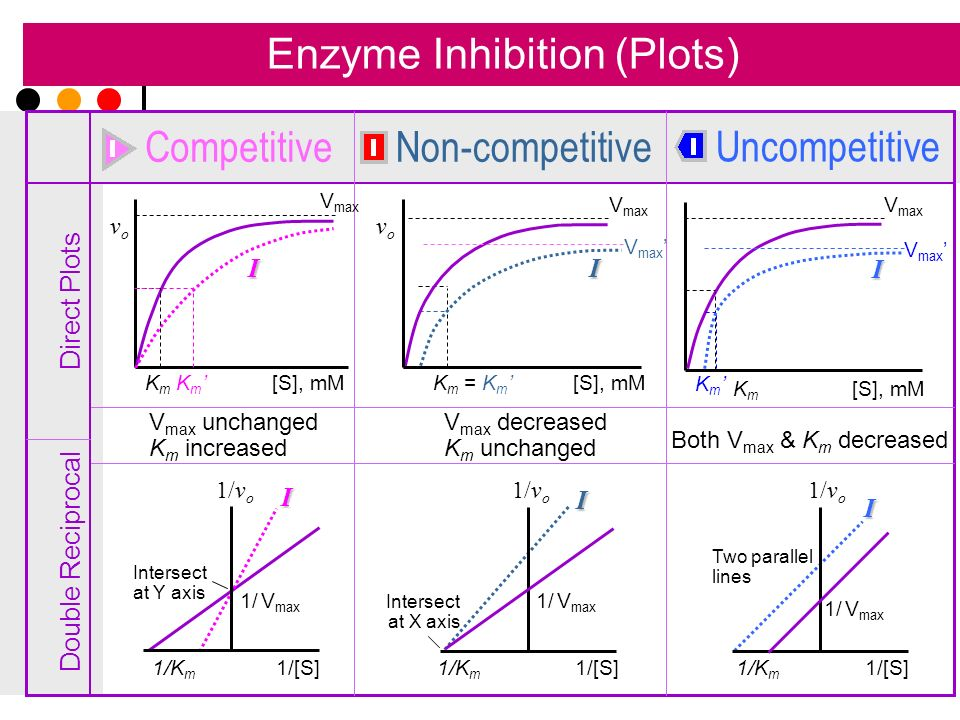 Enzyme Inhibition (Plots)
I Competitive
I Non-competitive
I Uncompetitive
Direct Plots
vo
Vmax
I
Km Km’
[S], mM
vo
Vmax
Vmax’
I
Km = Km’
[S], mM
Vmax
Vmax’
I
Km’
Km
[S], mM
Vmax unchanged
Km increased
Vmax decreased
Km unchanged
Both Vmax & Km decreased
Double Reciprocal
1/vo
I
Intersect
at Y axis
1/ Vmax
1/Km
1/[S]
1/vo
I
Intersect
at X axis
1/ Vmax
1/Km
1/[S]
1/vo
I
Two parallel
lines
1/ Vmax
1/Km
1/[S]